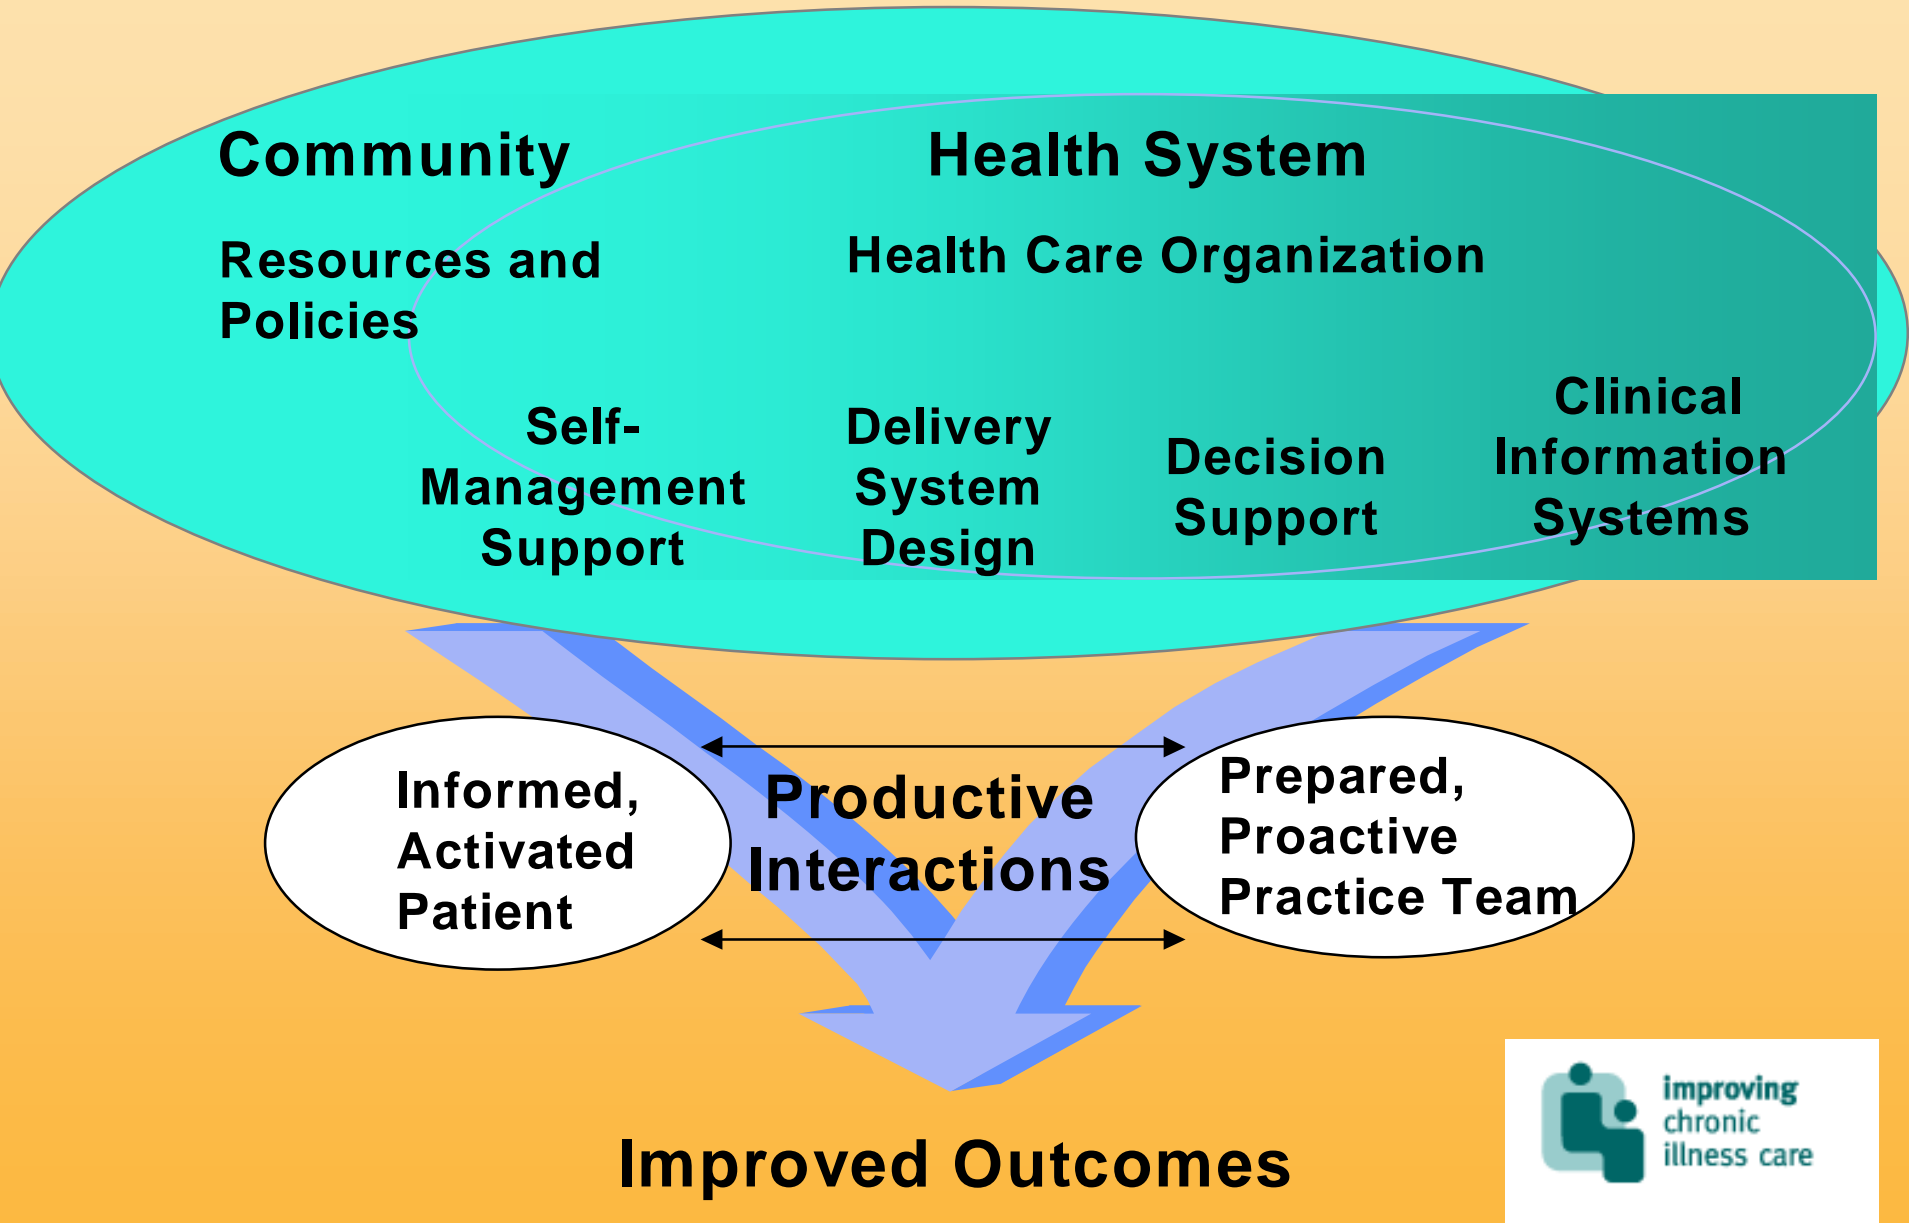 Community
Health System
Resources and
Policies
Health Care Organization
Self-
Management
Support
Delivery
System
Design
Decision
Support
Clinical
Information
Systems
Informed,
Activated
Patient
Productive
Interactions
Prepared,
Proactive
Practice Team
Improved Outcomes
improving
chronic
illness care